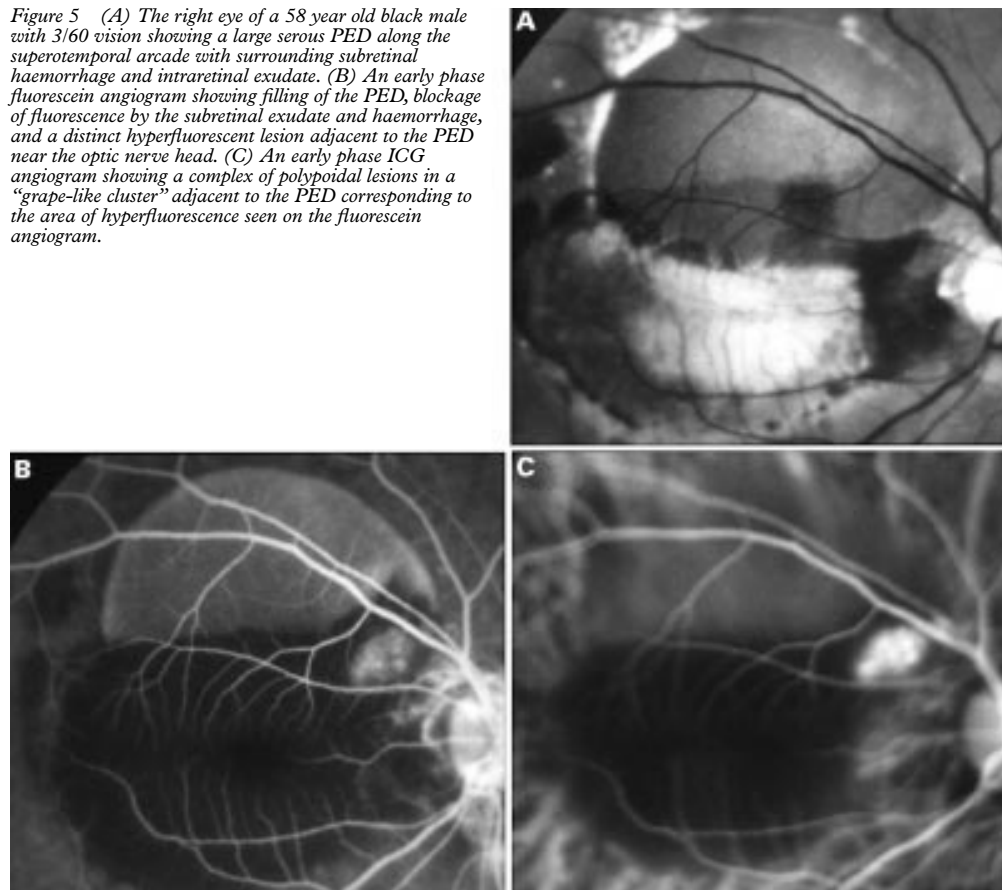 Figure 5 (A) The right eye of a 58 year old black male
with 3/60 vision showing a large serous PED along the
superotemporal arcade with surrounding subretinal
haemorrhage and intraretinal exudate. (B) An early phase
fluorescein angiogram showing filling of the PED, blockage
of fluorescence by the subretinal exudate and haemorrhage,
and a distinct hyperfluorescent lesion adjacent to the PED
near the optic nerve head. (C) An early phase ICG
angiogram showing a complex of polypoidal lesions in a
“grape-like cluster” adjacent to the PED corresponding to
the area of hyperfluorescence seen on the fluorescein
angiogram.
A
B
C